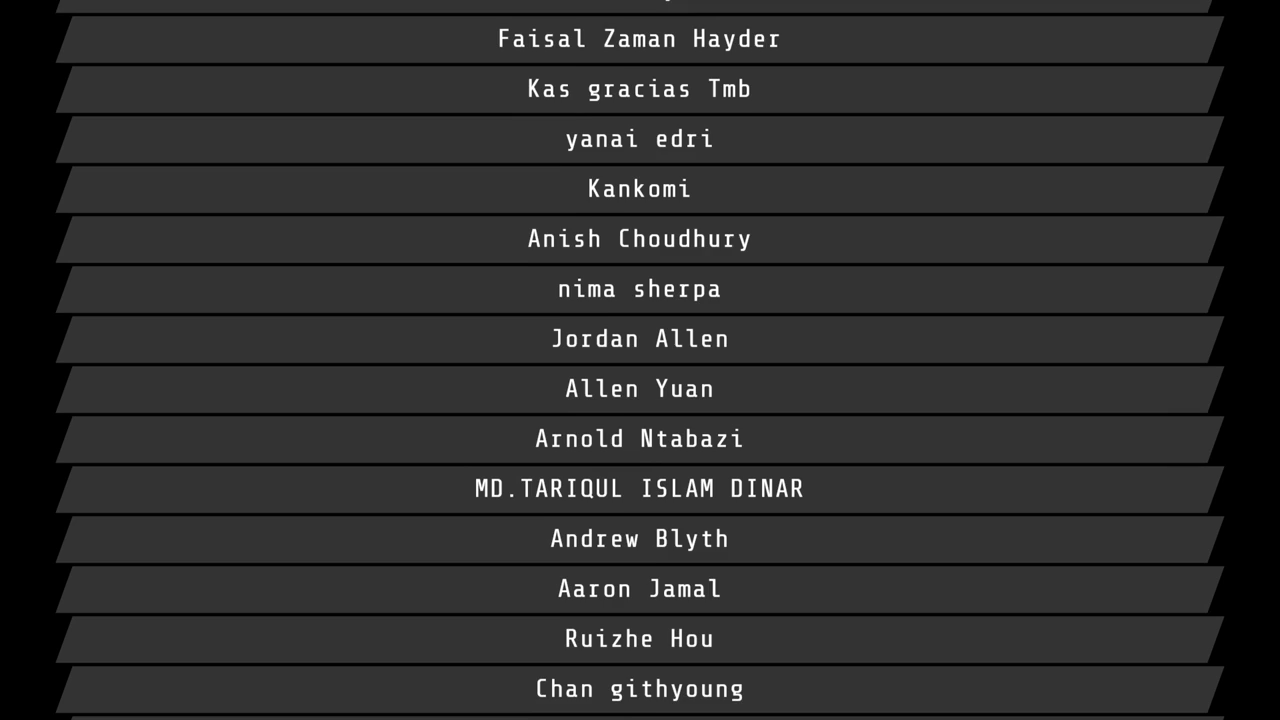 Faisal Zaman Hayder
Kas gracias Tmb
yanai edri
Kankomi
Anish Choudhury
nima sherpa
Jordan Allen
Allen Yuan
Arnold Ntabazi
MD.TARIQUL ISLAM DINAR
Andrew Blyth
Aaron Jamal
Ruizhe Hou
Chan githyoung